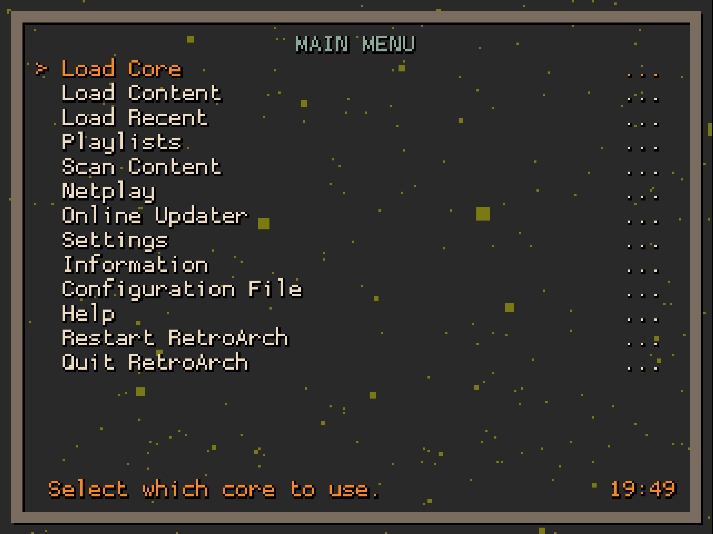 MAIN MENU
> Load Core ...
Load Content ...
Load Recent ...
Playlists ...
Scan Content ...
Netplay ...
Online Updater ...
Settings ...
Information ...
Configuration File ...
Help ...
Restart RetroArch ...
Quit RetroArch ...
Select which core to use. 19:49